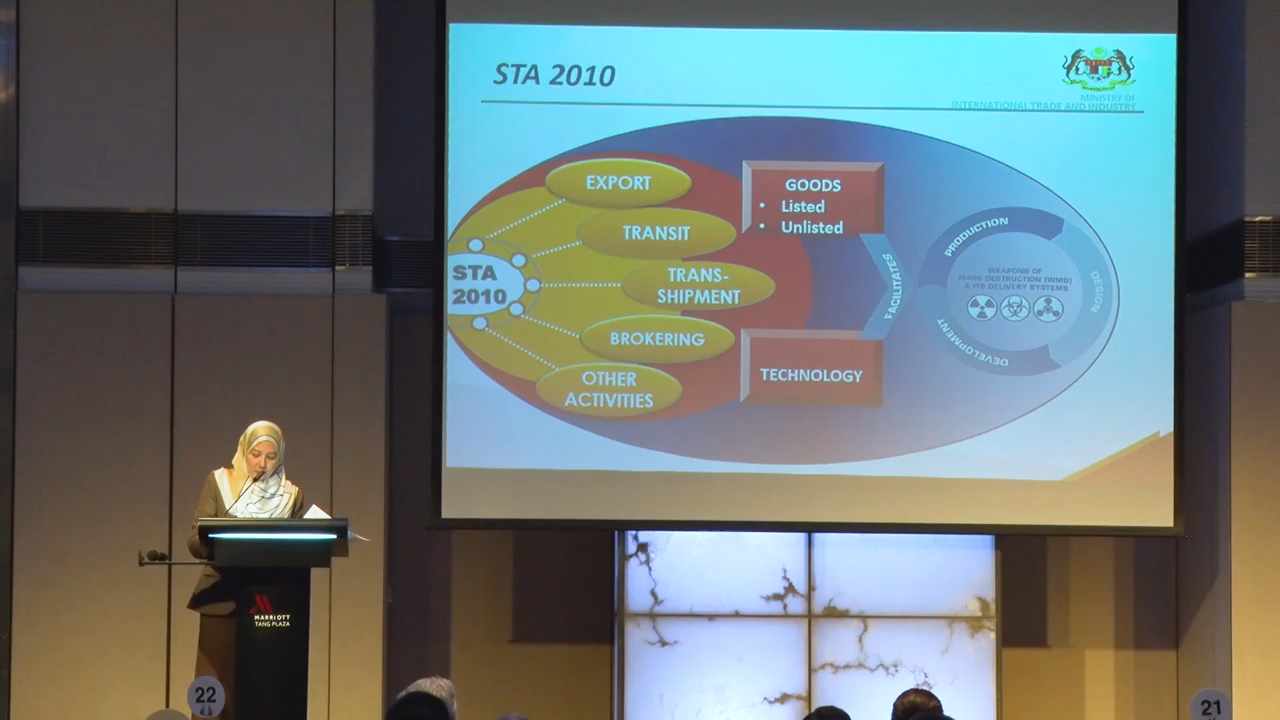 STA 2010
MINISTRY OF
INTERNATIONAL TRADE AND INDUSTRY
EXPORT
TRANSIT
TRANS-
SHIPMENT
BROKERING
OTHER
ACTIVITIES
STA
2010
GOODS
• Listed
• Unlisted
TECHNOLOGY
FACILITATES
PRODUCTION
DESIGN
DEVELOPMENT
WEAPONS OF
MASS DESTRUCTION (WMD)
& ITS DELIVERY SYSTEMS
MARRIOTT
TANG PLAZA
22
21